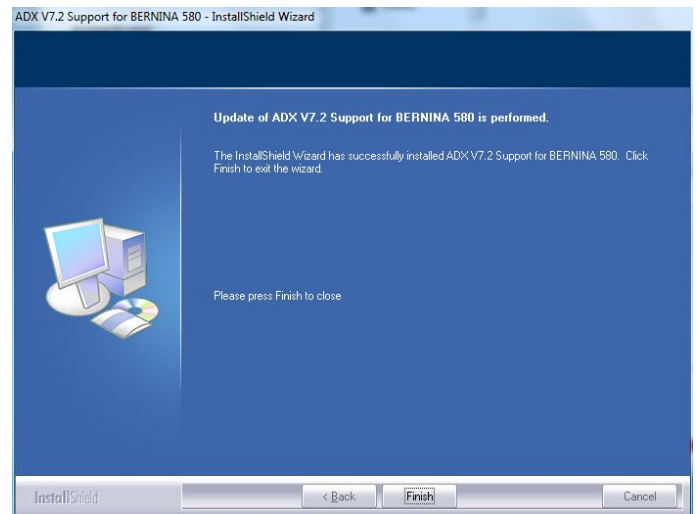 ADX V7.2 Support for BERNINA 580 - InstallShield Wizard
Update of ADX V7.2 Support for BERNINA 580 is performed.
The InstallShield Wizard has successfully installed ADX V7.2 Support for BERNINA 580. Click
Finish to exit the wizard.
Please press Finish to close
InstallShield
< Back
Finish
Cancel